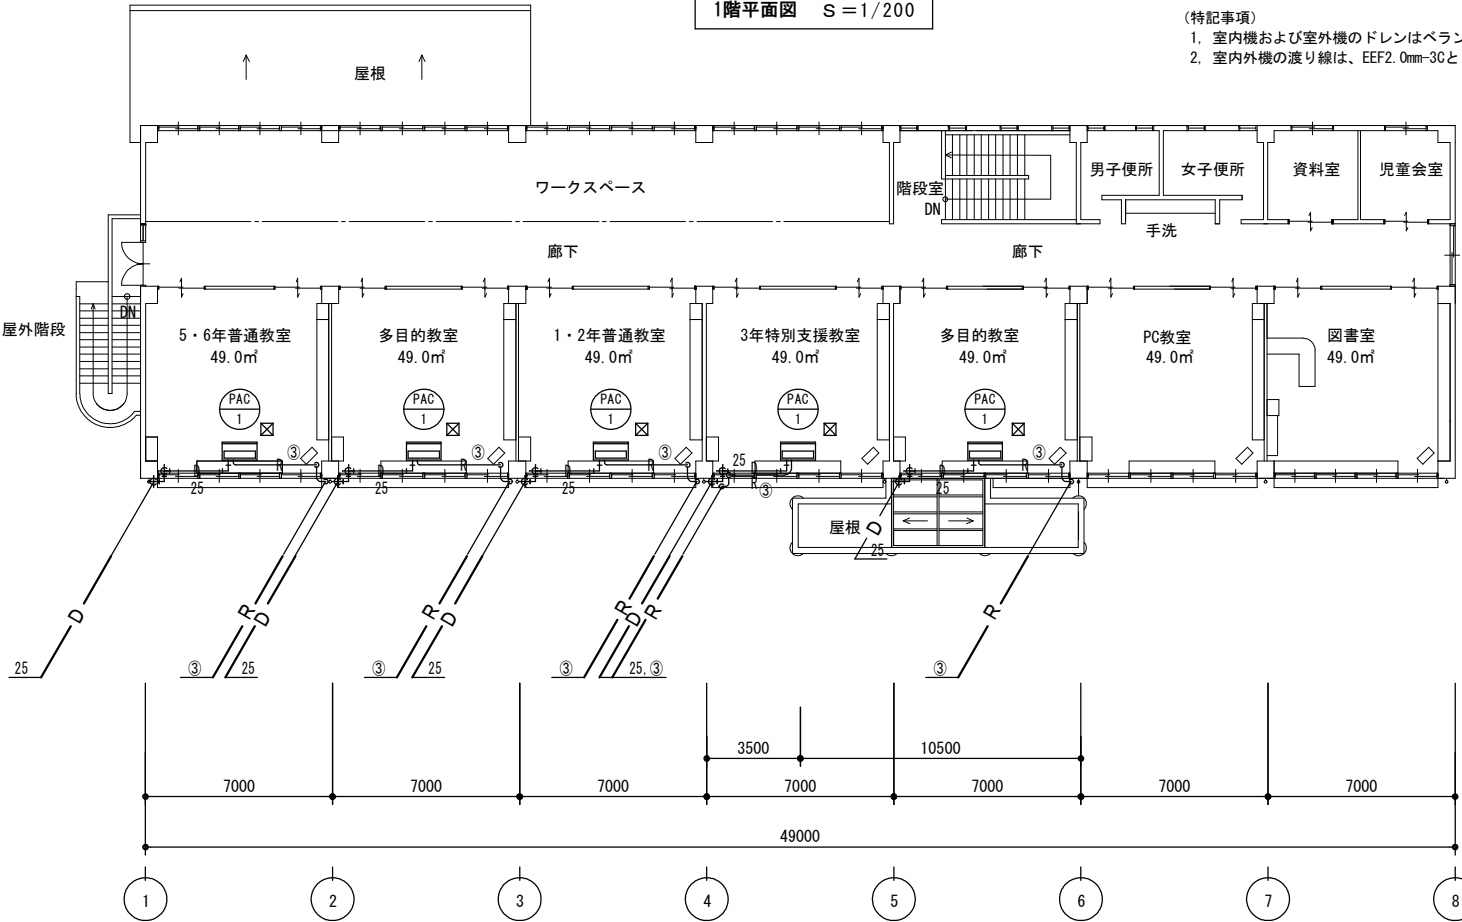 1階平面図 S=1/200
(特記事項)
1, 室内機および室外機のドレンはベラン
2, 室内外機の渡り線は、EEF2.0mm-3Cと
屋根
ワークスペース
階段室
DN
男子便所
女子便所
資料室
児童会室
手洗
廊下
廊下
屋外階段
DN
5・6年普通教室
49.0㎡
多目的教室
49.0㎡
1・2年普通教室
49.0㎡
3年特別支援教室
49.0㎡
多目的教室
49.0㎡
PC教室
49.0㎡
図書室
49.0㎡
PAC
1
PAC
1
PAC
1
PAC
1
PAC
1
③
③
③
③
25
R
R
R
R
R
25
25
25
R
③
25
屋根
D
25
D
R
D
R
D
R
D
R
R
25
③
25
③
25
③
25,③
③
3500
10500
7000
7000
7000
7000
7000
7000
7000
49000
1
2
3
4
5
6
7
8